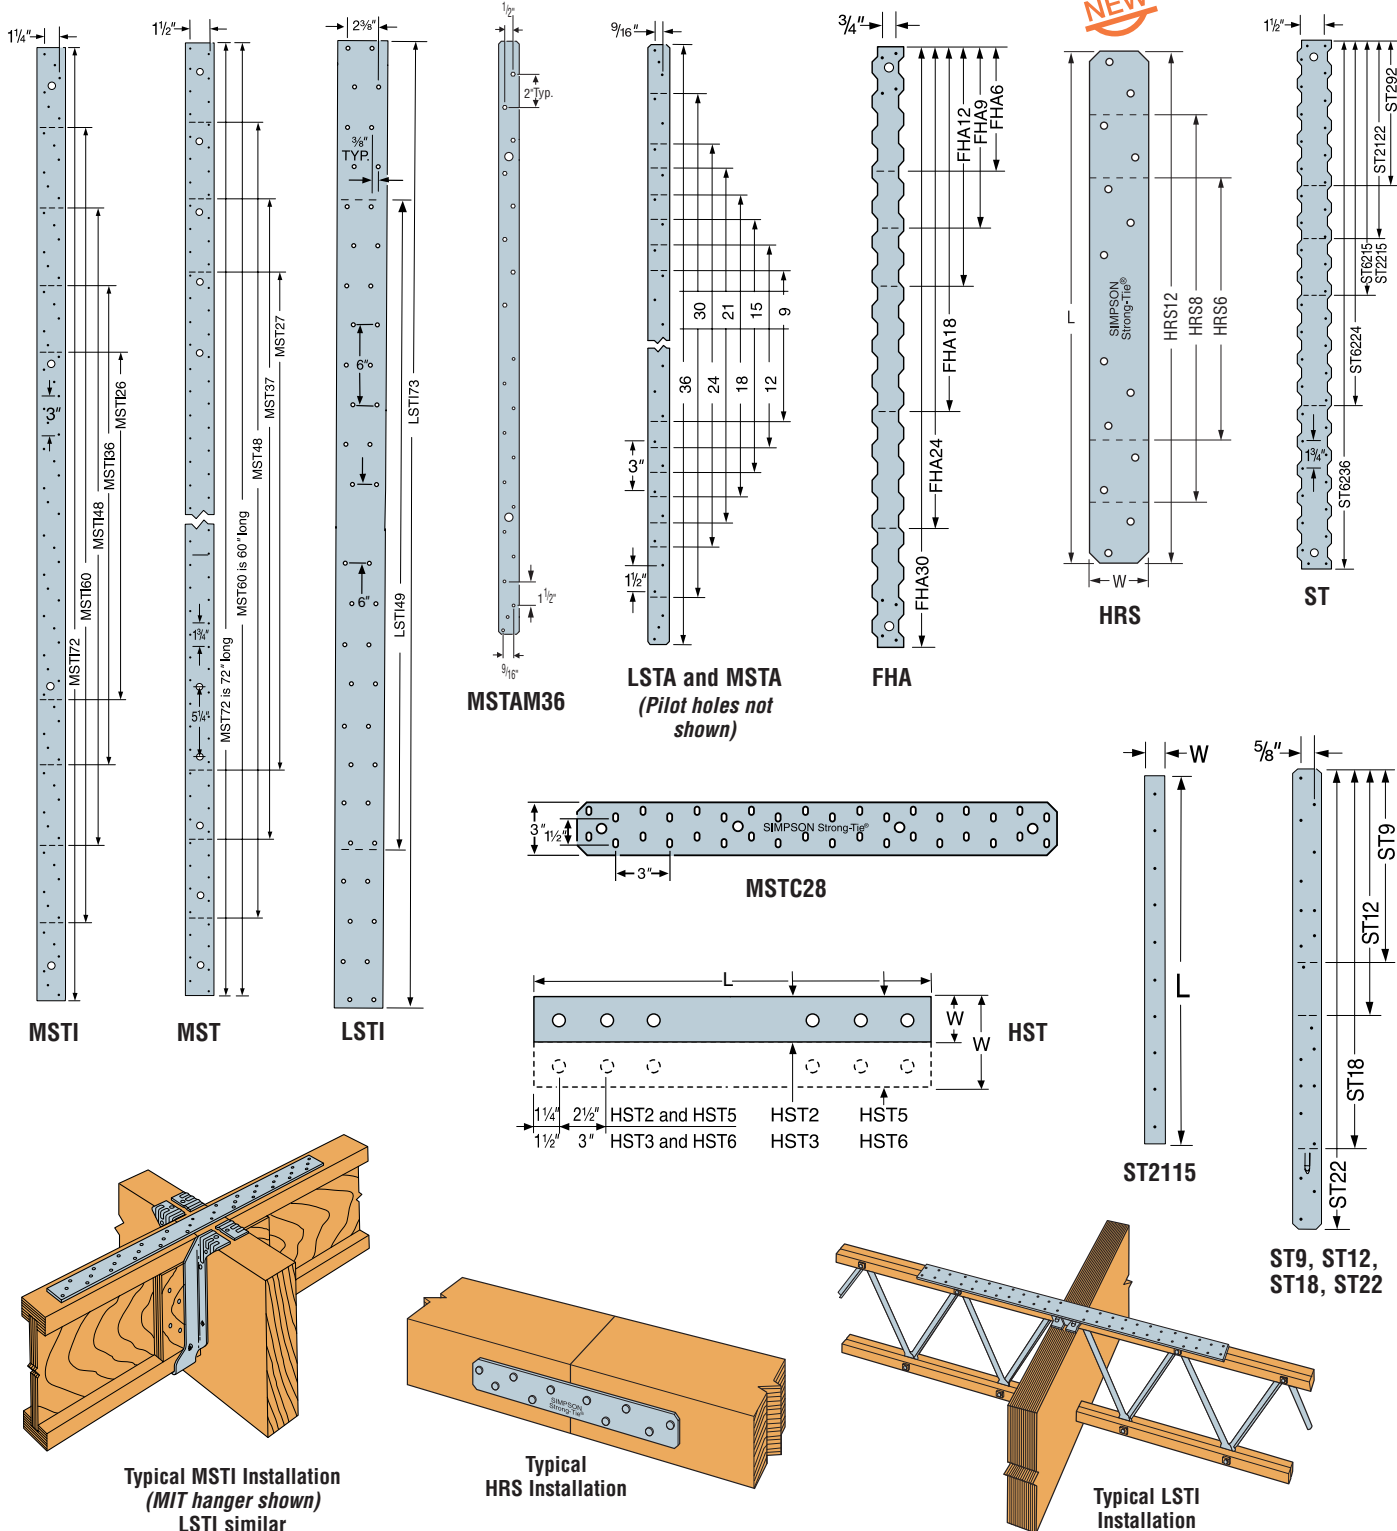 1¼"
MSTI72
MSTI60
MSTI48
MSTI36
MSTI26
3"
MSTI
1½"
MST72 is 72" long
MST60 is 60" long
MST48
MST37
MST27
1¾"
5¼"
MST
2⅜"
⅜"
TYP.
6"
6"
LSTI73
LSTI49
LSTI
1/2"
2"Typ.
1 1/2"
9/16"
MSTAM36
9/16"
30
21
15
9
36
24
18
12
3"
1½"
LSTA and MSTA
(Pilot holes not
shown)
¾"
FHA6
FHA9
FHA12
FHA18
FHA24
FHA30
FHA
NEW
L
SIMPSON
Strong-Tie®
HRS12
HRS8
HRS6
W
HRS
1½"
ST292
ST2122
ST2215
ST6215
ST6224
ST6236
1¾"
ST
3"
1½"
SIMPSON Strong-Tie®
3"
MSTC28
L
W
W
HST
1¼" 2½" HST2 and HST5 HST2 HST5
1½" 3" HST3 and HST6 HST3 HST6
W
L
ST2115
⅝"
ST9
ST12
ST18
ST22
ST9, ST12,
ST18, ST22
Typical MSTI Installation
(MIT hanger shown)
LSTI similar
SIMPSON
Strong-Tie®
Typical
HRS Installation
Typical LSTI
Installation